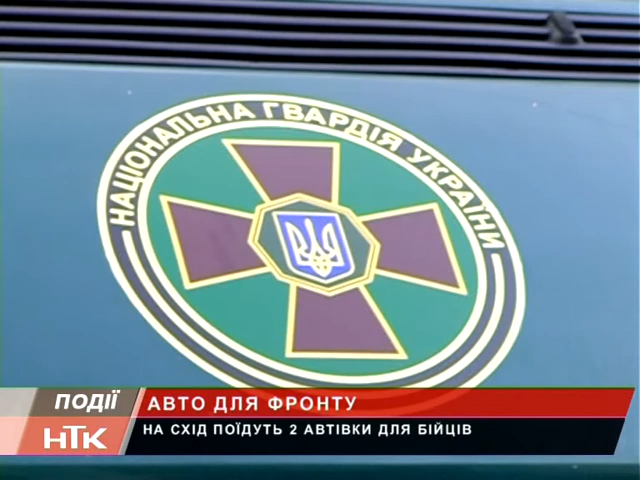 НАЦІОНАЛЬНА ГВАРДІЯ УКРАЇНИ
ПОДІЇ
АВТО ДЛЯ ФРОНТУ
НТК
НА СХІД ПОЇДУТЬ 2 АВТІВКИ ДЛЯ БІЙЦІВ